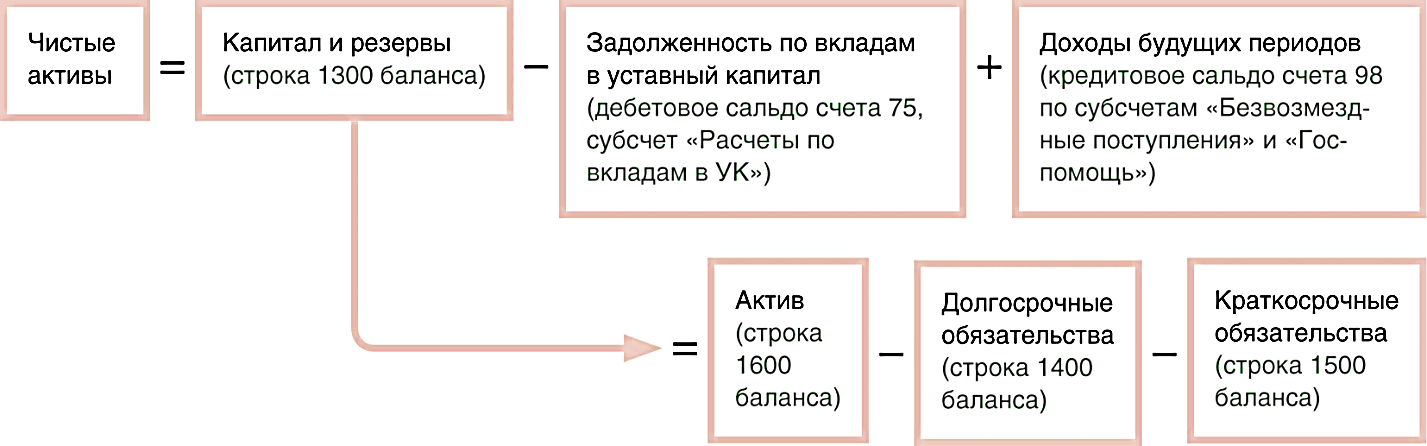 Чистые
активы
=
Капитал и резервы
(строка 1300 баланса)
−
Задолженность по вкладам
в уставный капитал
(дебетовое сальдо счета 75,
субсчет «Расчеты по
вкладам в УК»)
+
Доходы будущих периодов
(кредитовое сальдо счета 98
по субсчетам «Безвозмезд-
ные поступления» и «Гос-
помощь»)
=
Актив
(строка
1600
баланса)
−
Долгосрочные
обязательства
(строка 1400
баланса)
−
Краткосрочные
обязательства
(строка 1500
баланса)